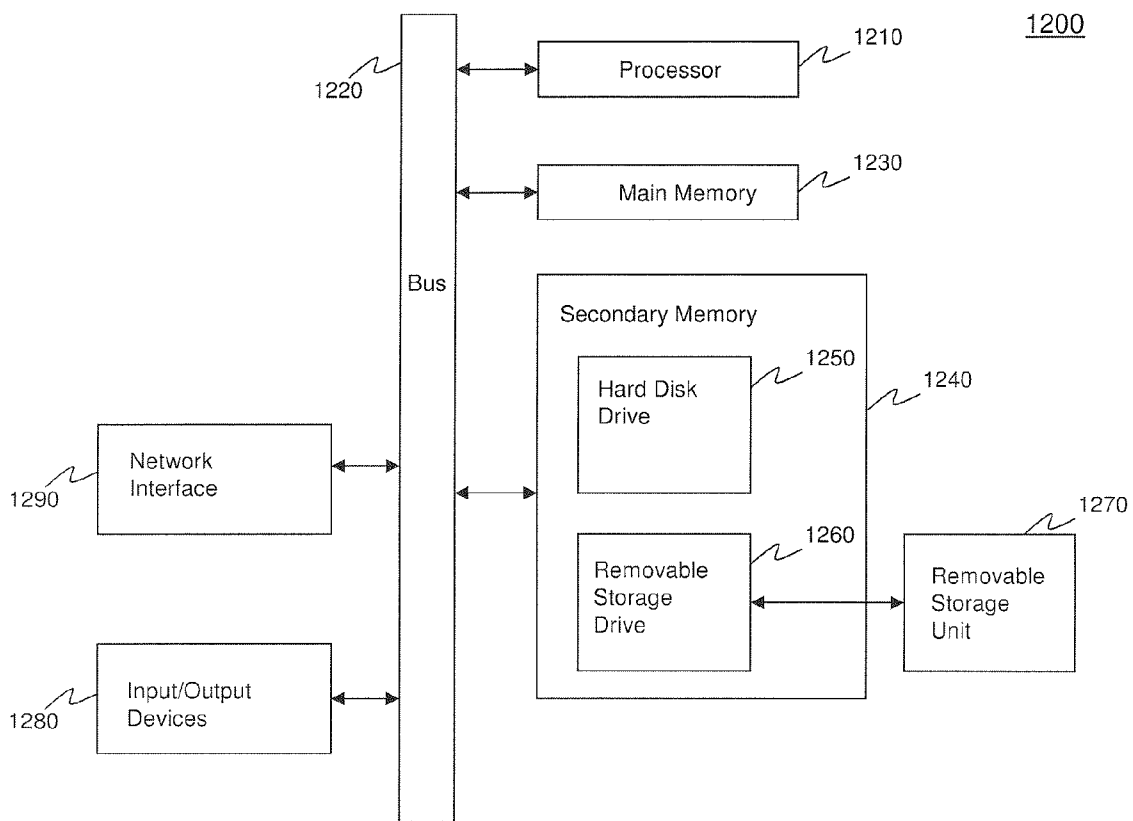 1200
1210
Processor
1220
1230
Main Memory
Bus
Secondary Memory
1250
Hard Disk
Drive
1240
Network
Interface
1290
1260
1270
Removable
Storage
Drive
Removable
Storage
Unit
Input/Output
Devices
1280